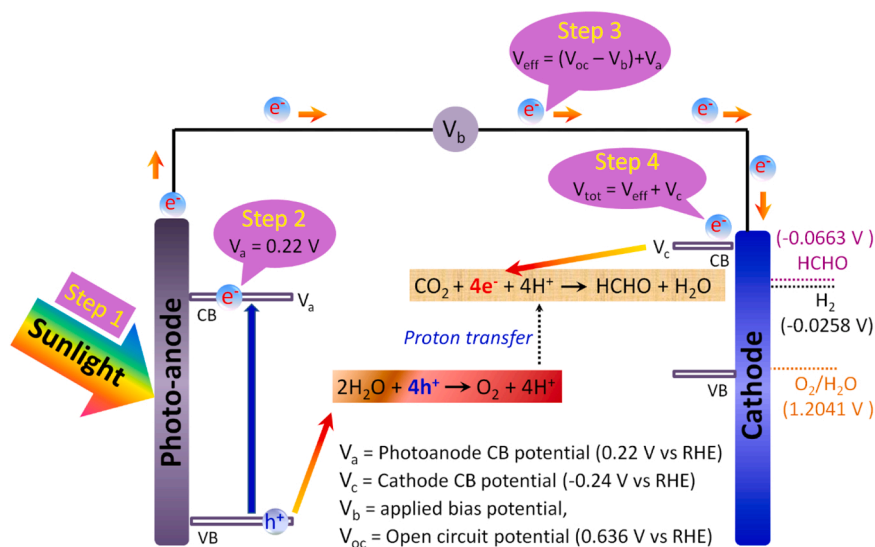 Step 3
V_eff = (V_oc – V_b)+V_a
e⁻
e⁻
e⁻
V_b
e⁻
Step 4
V_tot = V_eff + V_c
e⁻
e⁻
Step 2
V_a = 0.22 V
V_c
CB
(-0.0663 V )
HCHO
H₂
(-0.0258 V)
Step 1
Sunlight
Photo-anode
e⁻
CB
V_a
CO₂ + 4e⁻ + 4H⁺ → HCHO + H₂O
Proton transfer
2H₂O + 4h⁺ → O₂ + 4H⁺
Cathode
VB
O₂/H₂O
(1.2041 V )
h⁺
VB
V_a = Photoanode CB potential (0.22 V vs RHE)
V_c = Cathode CB potential (-0.24 V vs RHE)
V_b = applied bias potential,
V_oc = Open circuit potential (0.636 V vs RHE)